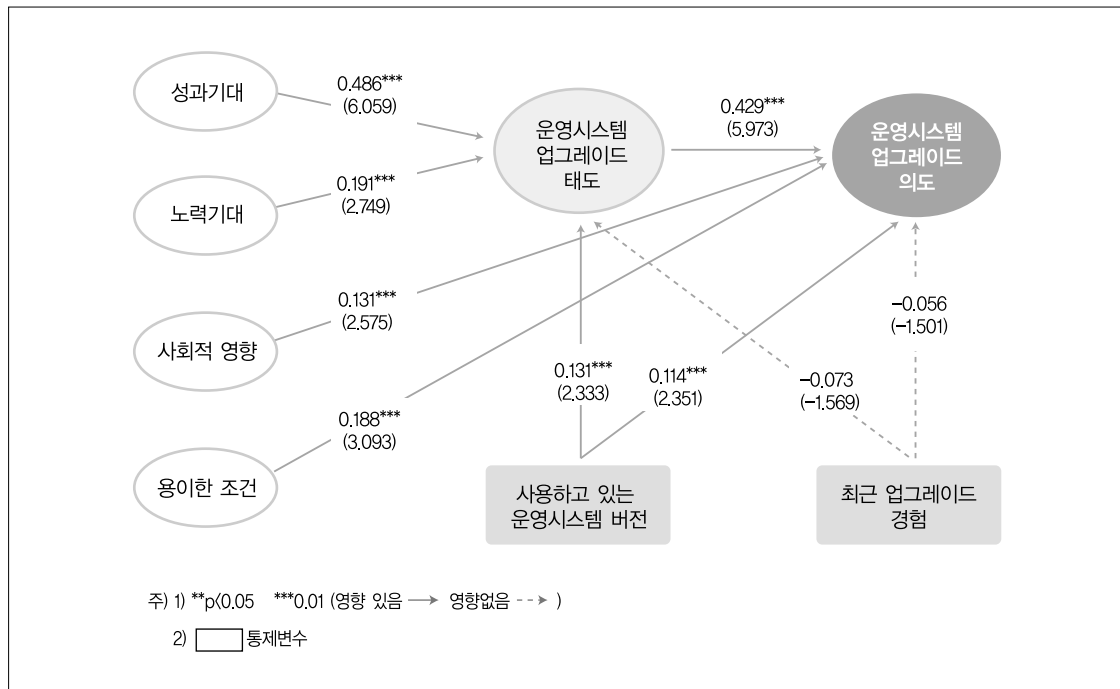 성과기대
0.486***
(6.059)
운영시스템
업그레이드
태도
0.429***
(5.973)
운영시스템
업그레이드
의도
노력기대
0.191***
(2.749)
사회적 영향
0.131***
(2.575)
용이한 조건
0.188***
(3.093)
0.131***
(2.333)
0.114***
(2.351)
-0.073
(-1.569)
-0.056
(-1.501)
사용하고 있는
운영시스템 버전
최근 업그레이드
경험
주) 1) **p<0.05 ***0.01 (영향 있음 → 영향없음 --→ )
2) 통제변수